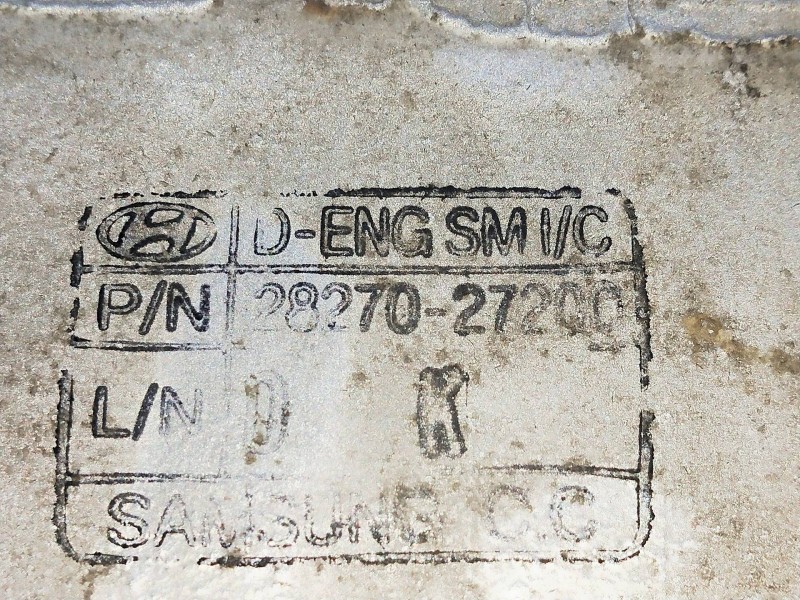 D-ENG SM I/C
P/N 28270-27200
L/N D K
SAMSUNG C.C